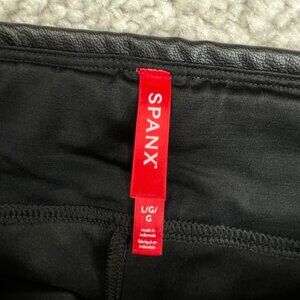 SPANX
L/G/
G
made in
indonesia
fabriqué en
indonésie